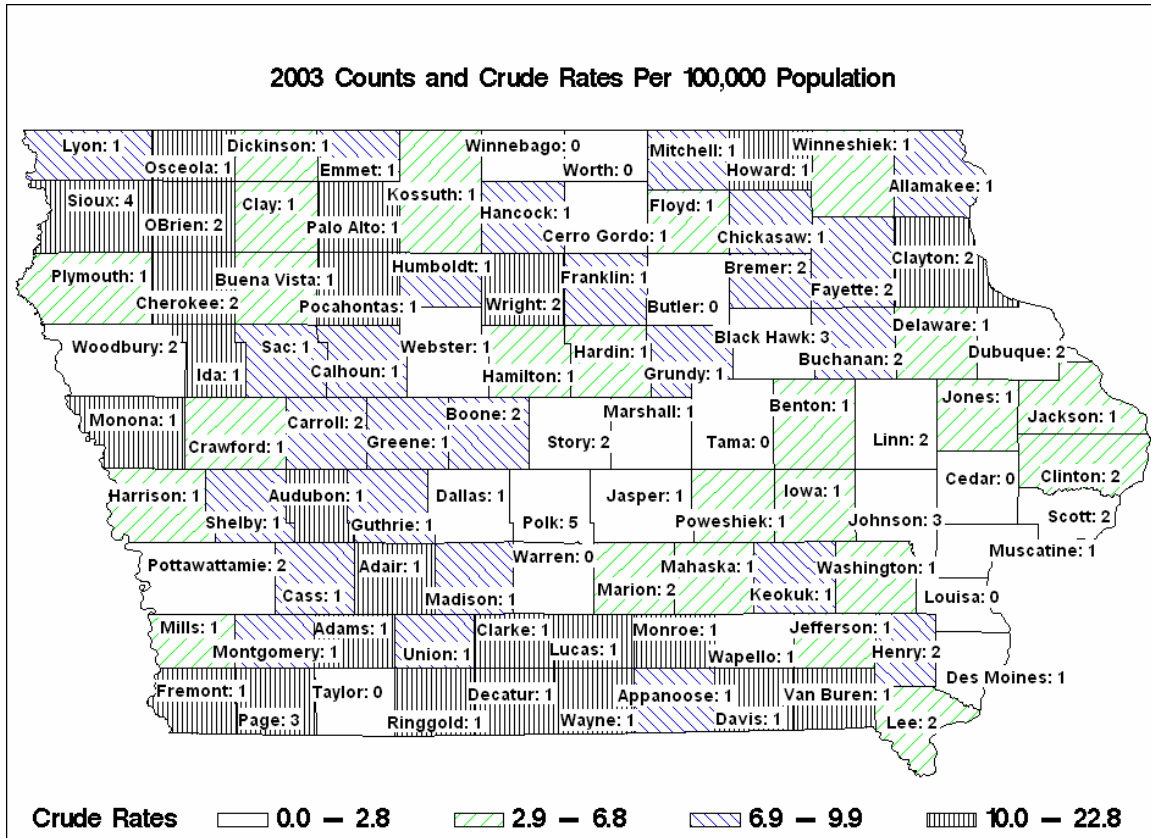 2003 Counts and Crude Rates Per 100,000 Population
Lyon: 1
Osceola: 1
Dickinson: 1
Emmet: 1
Winnebago: 0
Worth: 0
Mitchell: 1
Howard: 1
Winneshiek: 1
Allamakee: 1
Sioux: 4
OBrien: 2
Clay: 1
Palo Alto: 1
Kossuth: 1
Hancock: 1
Cerro Gordo: 1
Floyd: 1
Chickasaw: 1
Plymouth: 1
Cherokee: 2
Buena Vista: 1
Pocahontas: 1
Humboldt: 1
Wright: 2
Franklin: 1
Butler: 0
Bremer: 2
Fayette: 2
Clayton: 2
Woodbury: 2
Ida: 1
Sac: 1
Calhoun: 1
Webster: 1
Hamilton: 1
Hardin: 1
Grundy: 1
Black Hawk: 3
Buchanan: 2
Delaware: 1
Dubuque: 2
Monona: 1
Crawford: 1
Carroll: 2
Greene: 1
Boone: 2
Story: 2
Marshall: 1
Tama: 0
Benton: 1
Linn: 2
Jones: 1
Jackson: 1
Harrison: 1
Shelby: 1
Audubon: 1
Guthrie: 1
Dallas: 1
Polk: 5
Jasper: 1
Poweshiek: 1
Iowa: 1
Johnson: 3
Cedar: 0
Clinton: 2
Scott: 2
Muscatine: 1
Pottawattamie: 2
Cass: 1
Adair: 1
Madison: 1
Warren: 0
Marion: 2
Mahaska: 1
Keokuk: 1
Washington: 1
Louisa: 0
Mills: 1
Montgomery: 1
Adams: 1
Union: 1
Clarke: 1
Lucas: 1
Monroe: 1
Wapello: 1
Jefferson: 1
Henry: 2
Des Moines: 1
Fremont: 1
Page: 3
Taylor: 0
Ringgold: 1
Decatur: 1
Wayne: 1
Appanoose: 1
Davis: 1
Van Buren: 1
Lee: 2
Crude Rates 0.0 – 2.8 2.9 – 6.8 6.9 – 9.9 10.0 – 22.8